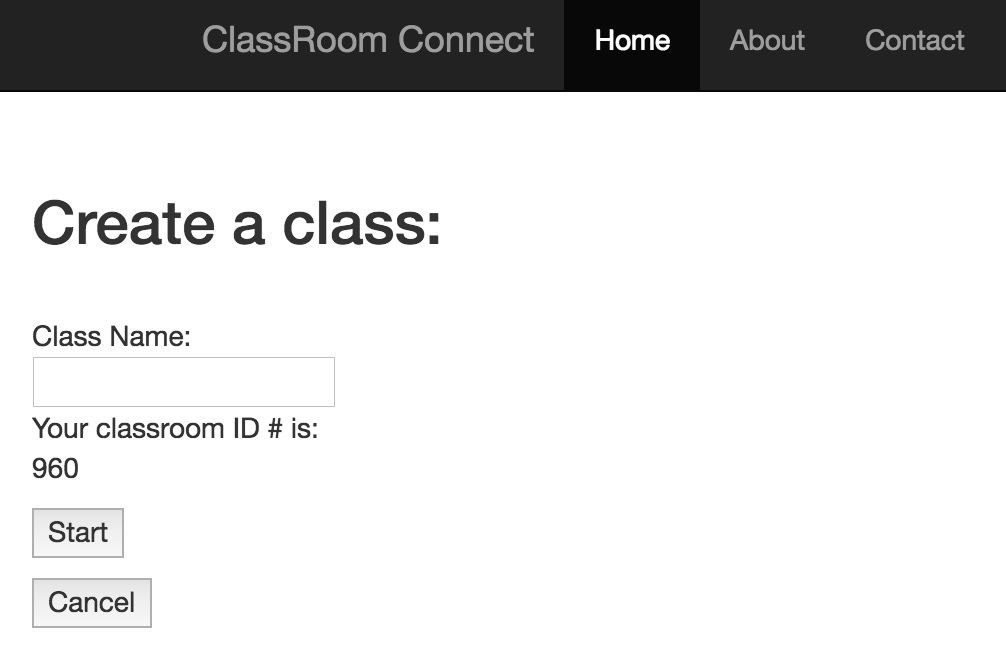 ClassRoom Connect Home About Contact
Create a class:
Class Name:
Your classroom ID # is:
960
Start
Cancel